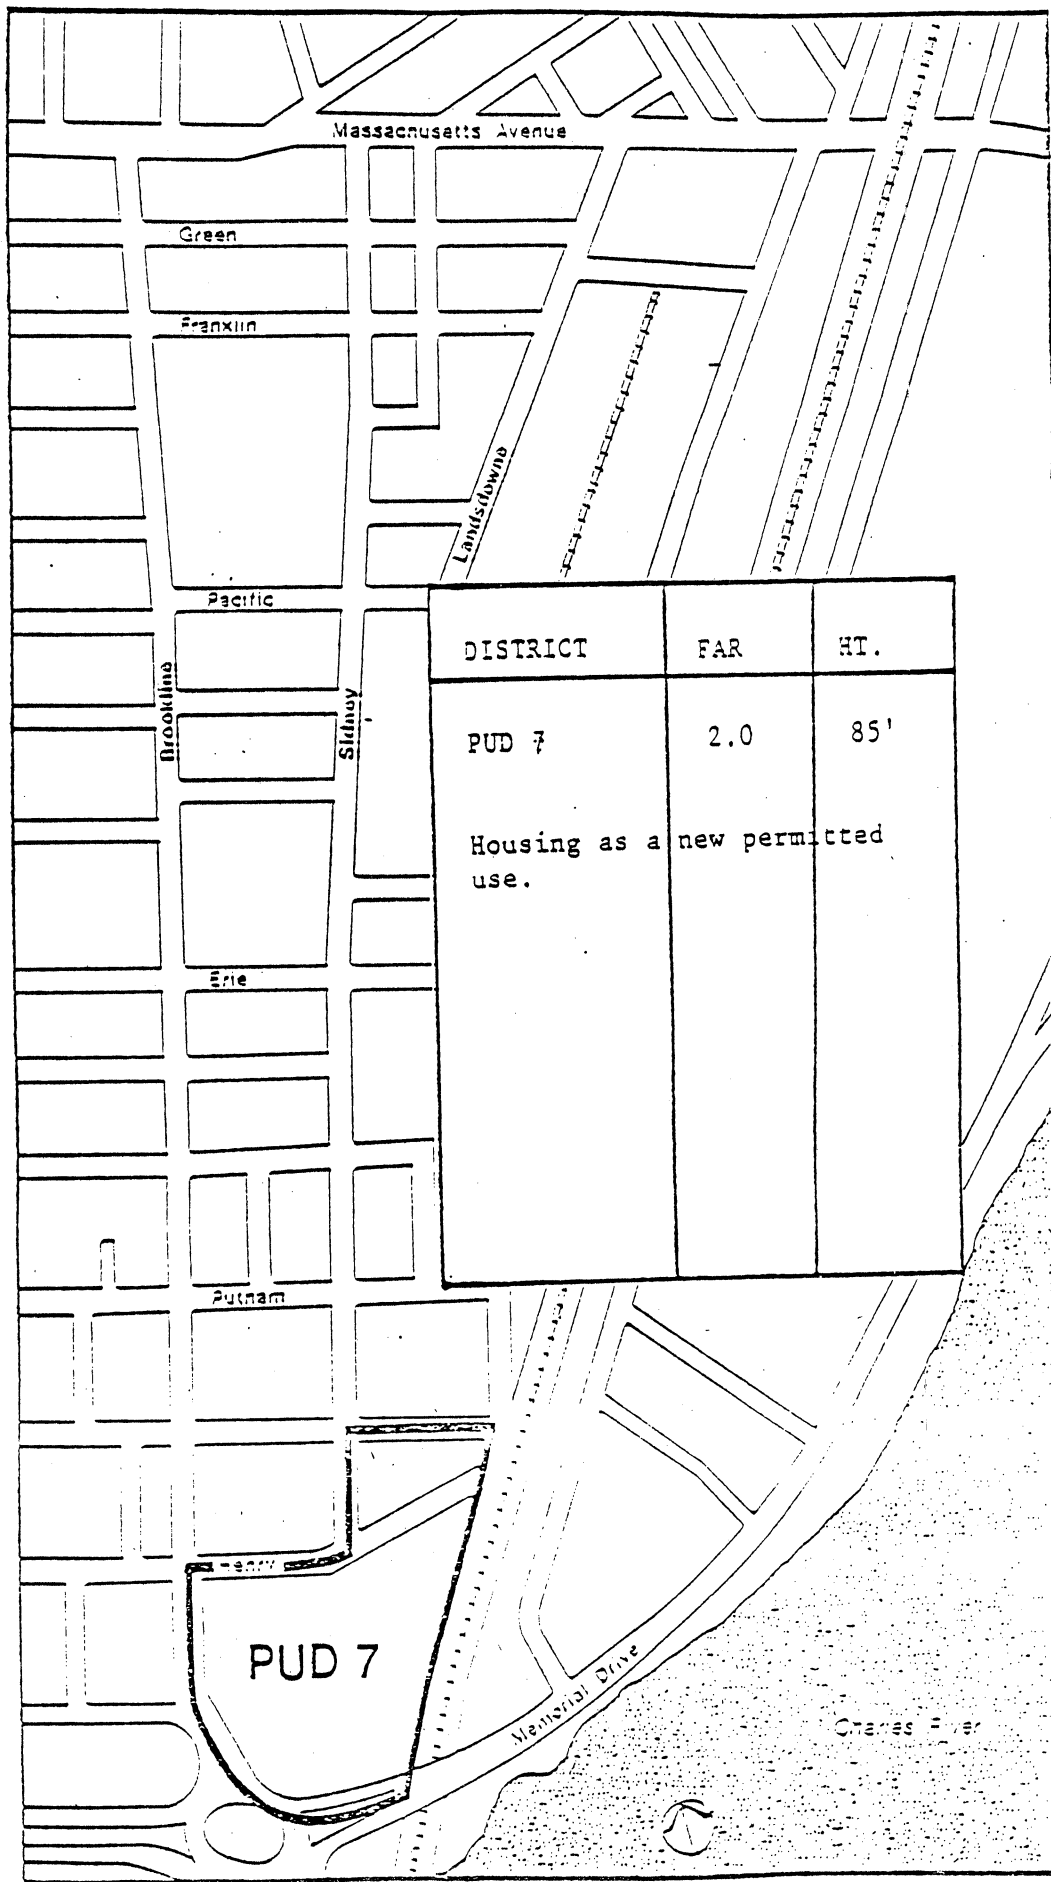 Massachusetts Avenue
Green
Franklin
Landsdowne
Pacific
Brookline
Sidney
DISTRICT FAR HT.
PUD 7 2.0 85'
Housing as a new permitted
use.
Erie
Putnam
Henry
PUD 7
Memorial Drive
Charles River